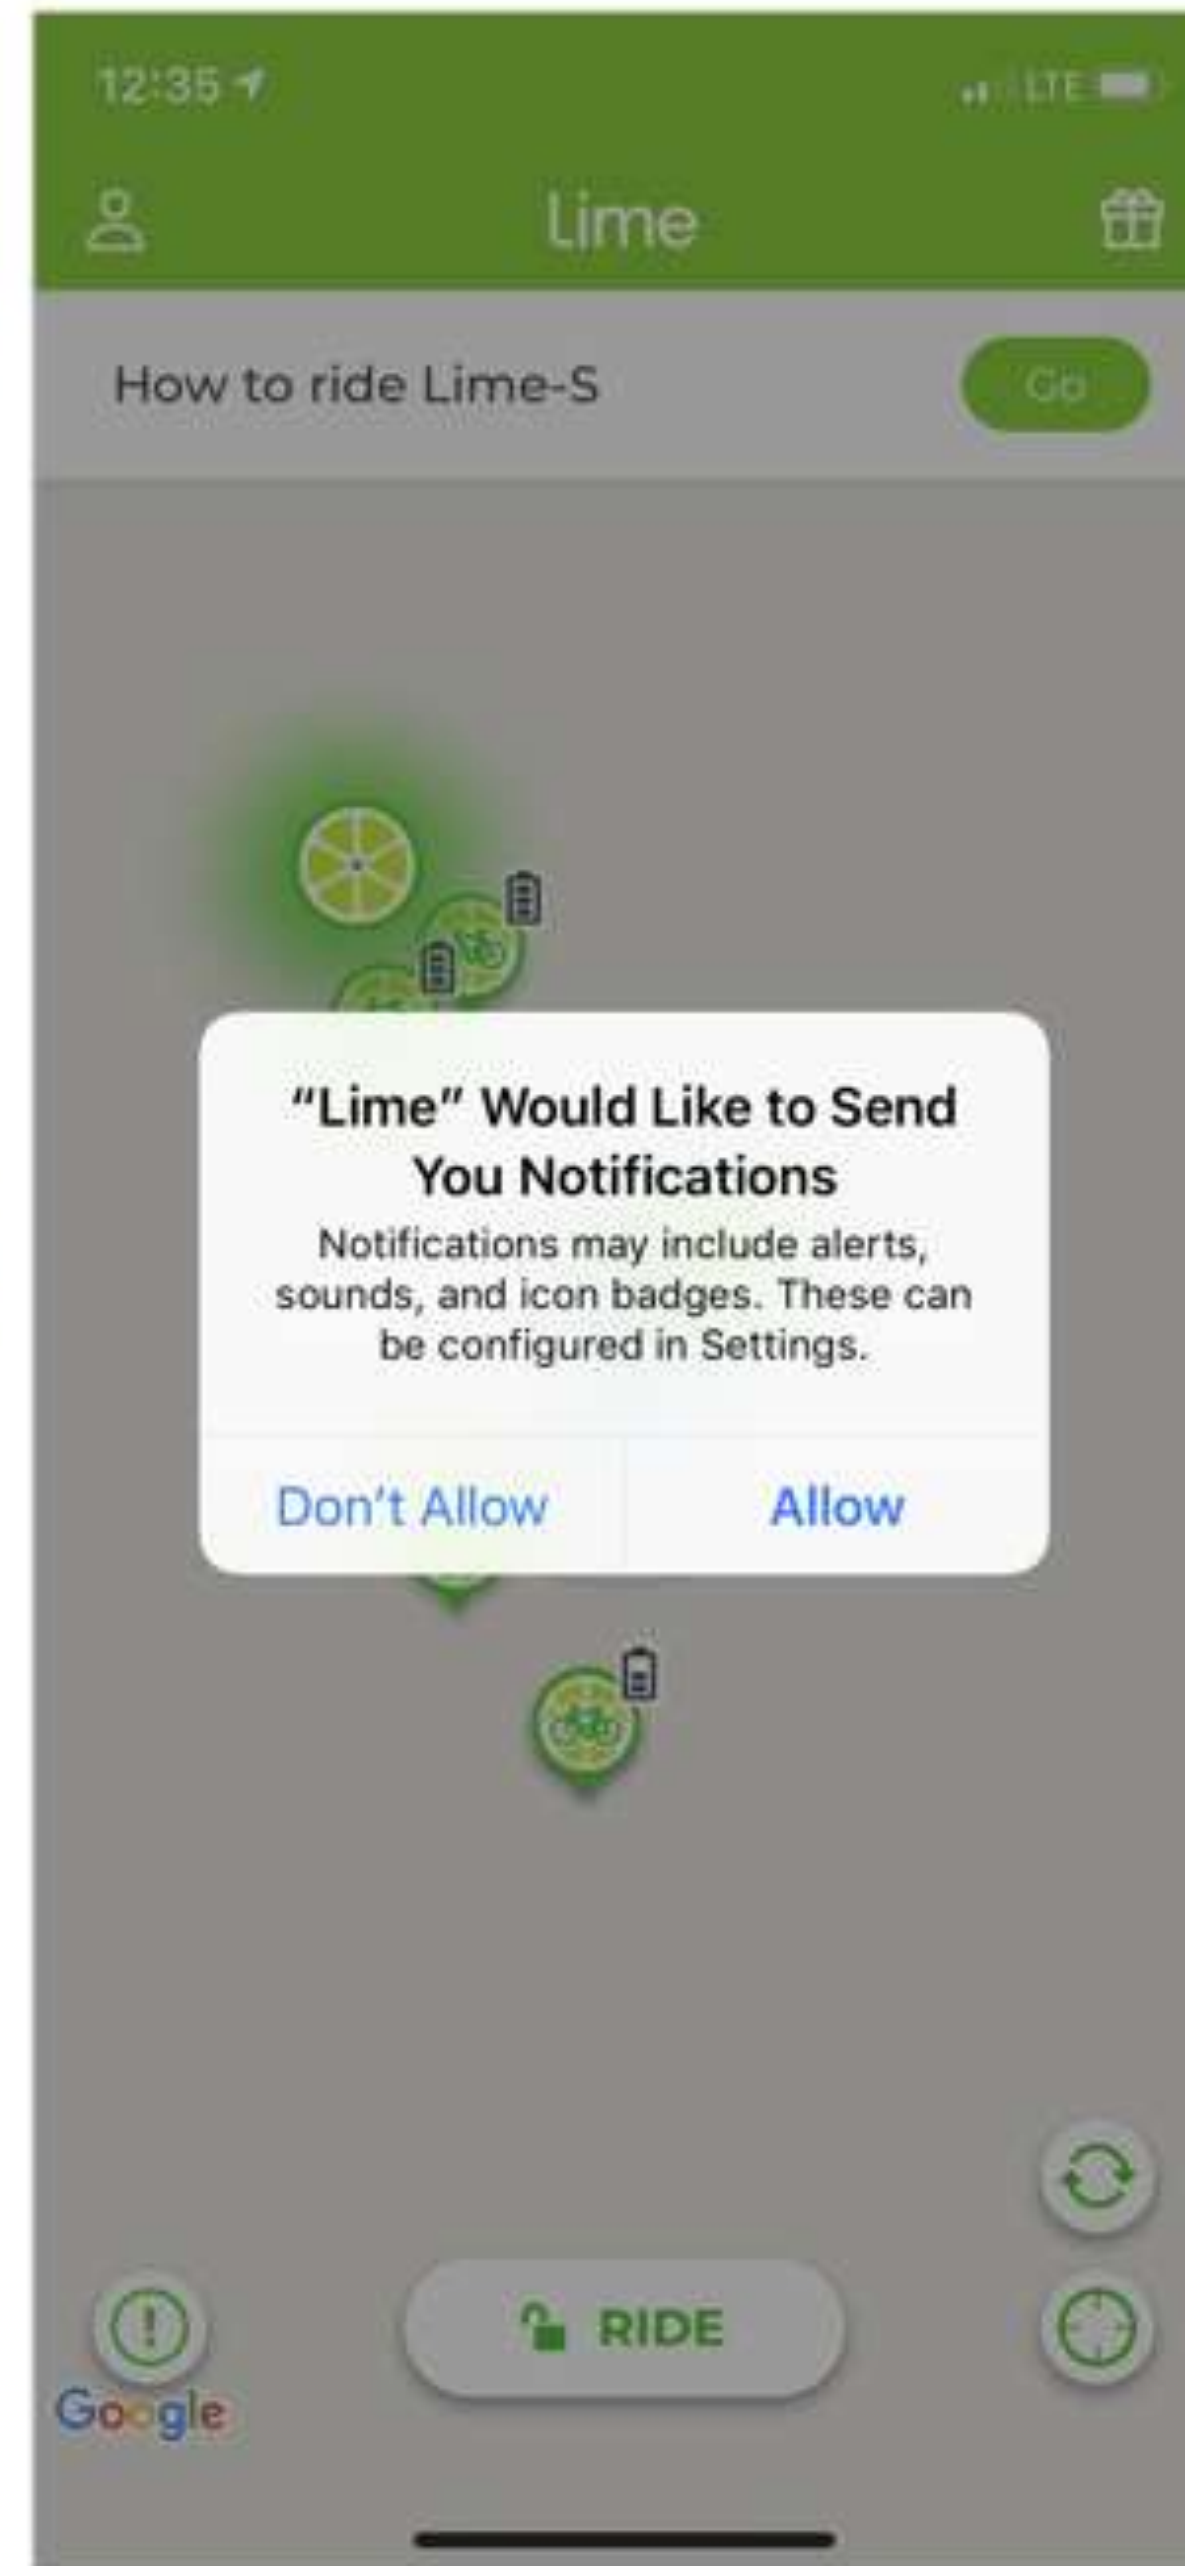 12:35
LTE
Lime
How to ride Lime-S
Go
“Lime” Would Like to Send
You Notifications
Notifications may include alerts,
sounds, and icon badges. These can
be configured in Settings.
Don’t Allow
Allow
RIDE
Google